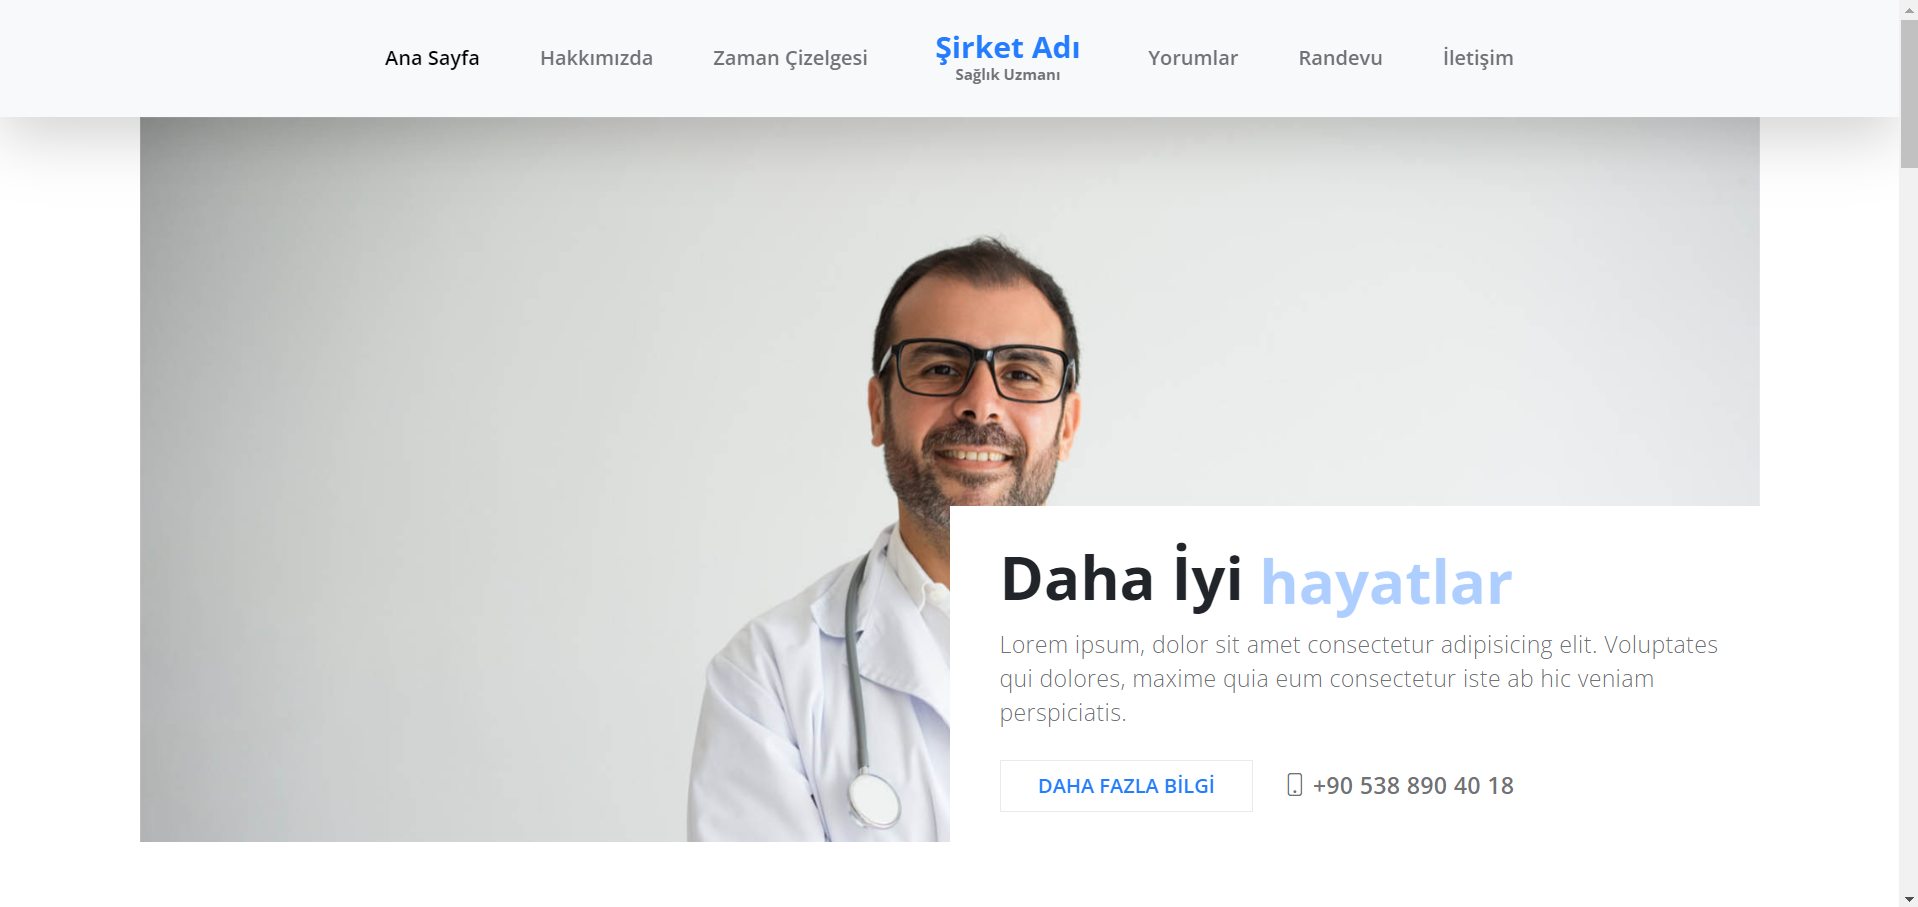 Ana Sayfa
Hakkımızda
Zaman Çizelgesi
Şirket Adı
Sağlık Uzmanı
Yorumlar
Randevu
İletişim
Daha İyi hayatlar
Lorem ipsum, dolor sit amet consectetur adipisicing elit. Voluptates
qui dolores, maxime quia eum consectetur iste ab hic veniam
perspiciatis.
DAHA FAZLA BİLGİ
+90 538 890 40 18